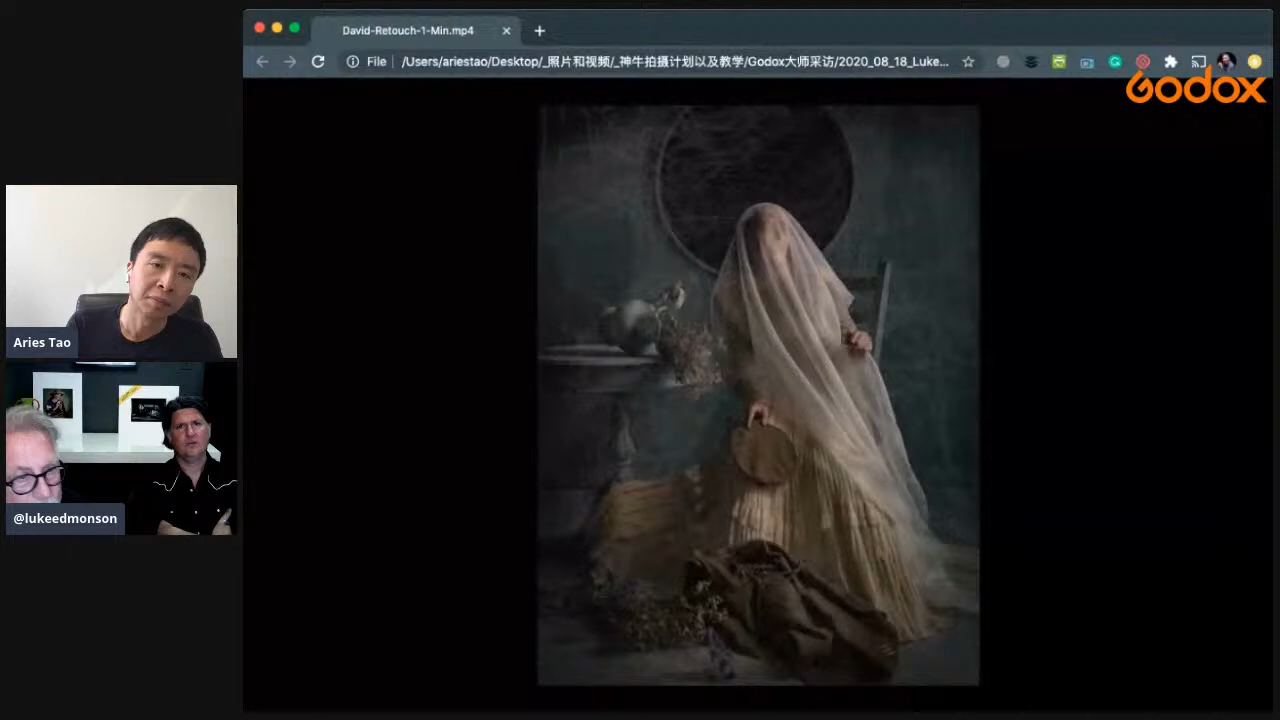 David-Retouch-1-Min.mp4
File
/Users/ariestao/Desktop/_照片和视频/_神牛拍摄计划以及教学/Godox大师采访/2020_08_18_Luke...
Godox
Aries Tao
@lukeedmonson